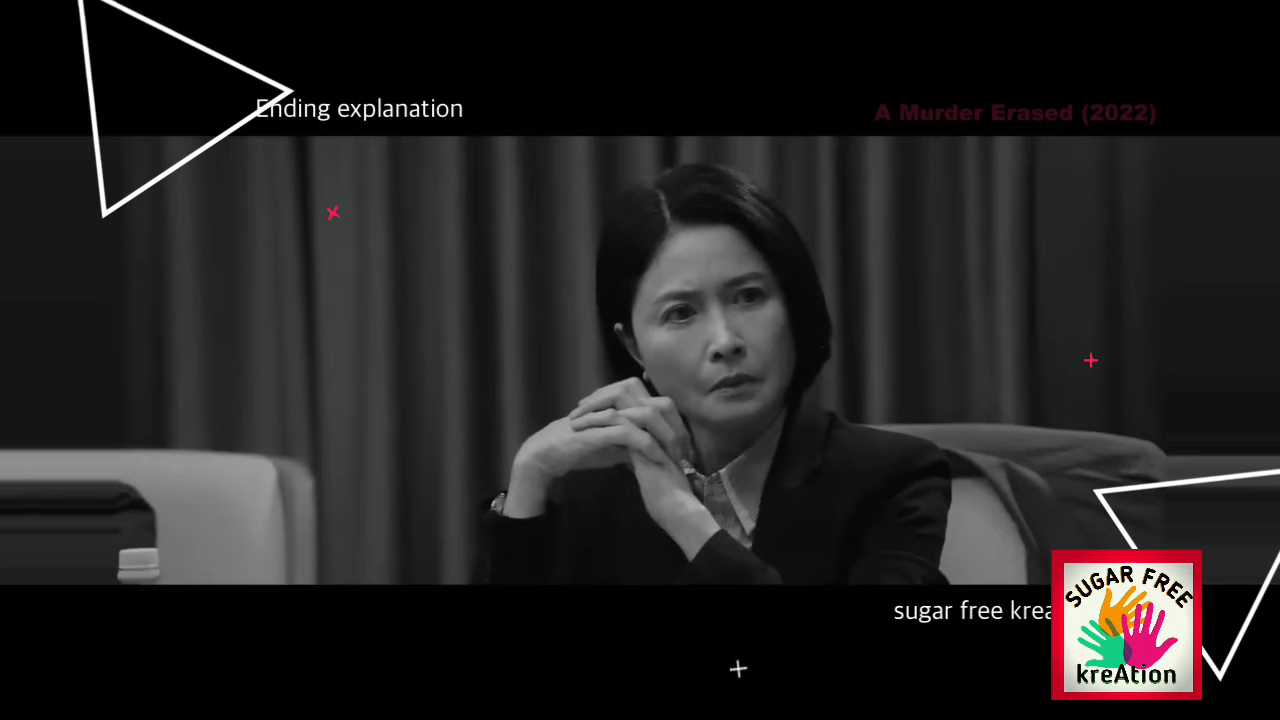 Ending explanation
A Murder Erased (2022)
sugar free krea
SUGAR FREE
kreAtion